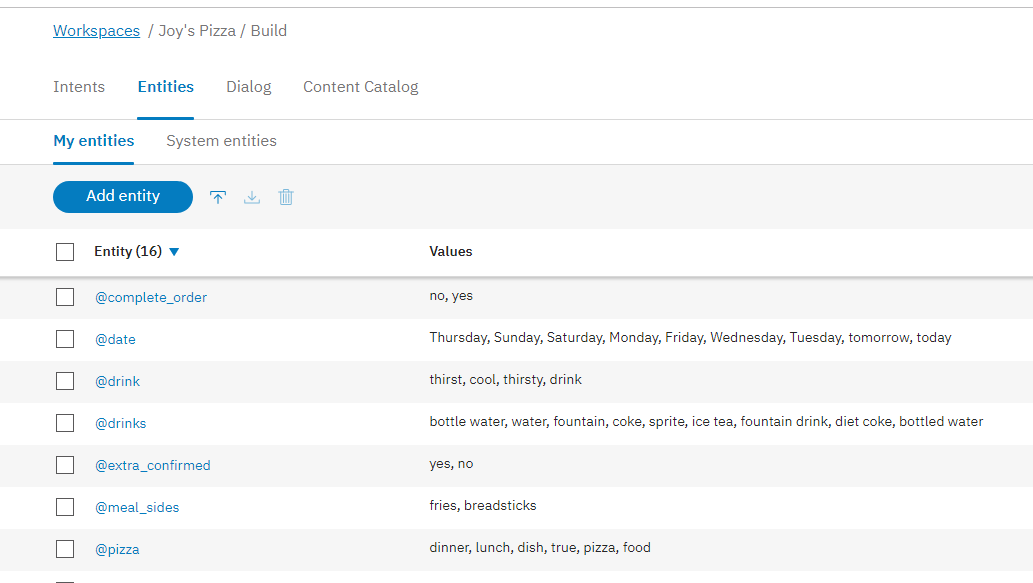 Workspaces / Joy's Pizza / Build
Intents Entities Dialog Content Catalog
My entities System entities
Add entity
Entity (16) Values
@complete_order no, yes
@date Thursday, Sunday, Saturday, Monday, Friday, Wednesday, Tuesday, tomorrow, today
@drink thirst, cool, thirsty, drink
@drinks bottle water, water, fountain, coke, sprite, ice tea, fountain drink, diet coke, bottled water
@extra_confirmed yes, no
@meal_sides fries, breadsticks
@pizza dinner, lunch, dish, true, pizza, food